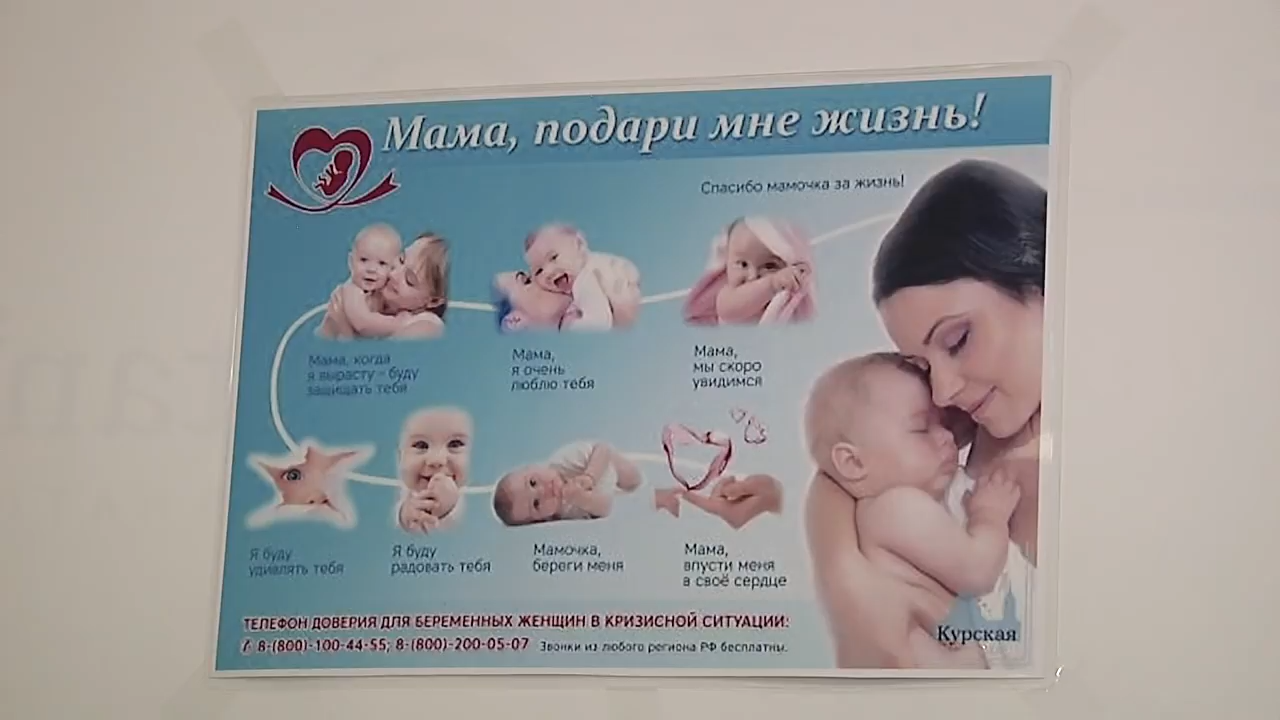 Мама, подари мне жизнь!
Спасибо мамочка за жизнь!
Мама, когда
я вырасту - буду
защищать тебя
Мама,
я очень
люблю тебя
Мама,
мы скоро
увидимся
Я буду
удивлять тебя
Я буду
радовать тебя
Мамочка,
береги меня
Мама,
впусти меня
в своё сердце
ТЕЛЕФОН ДОВЕРИЯ ДЛЯ БЕРЕМЕННЫХ ЖЕНЩИН В КРИЗИСНОЙ СИТУАЦИИ:
8-(800)-100-44-55; 8-(800)-200-05-07 Звонки из любого региона РФ бесплатны.
Курская